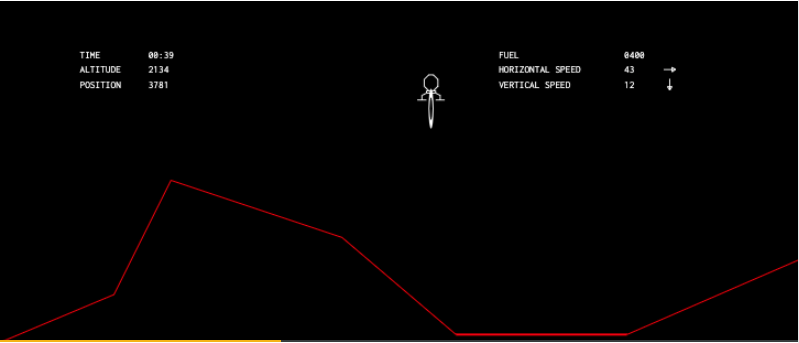 TIME 00:39
ALTITUDE 2134
POSITION 3781
FUEL 0400
HORIZONTAL SPEED 43 →
VERTICAL SPEED 12 ↓